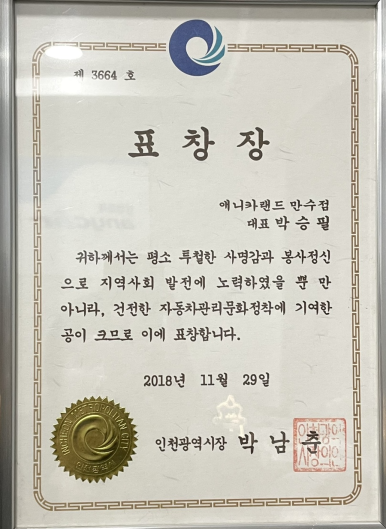 제 3664 호
표 창 장
애니카랜드 만수점
대표 박 승 필
귀하께서는 평소 투철한 사명감과 봉사정신
으로 지역사회 발전에 노력하였을 뿐 만
아니라, 건전한 자동차관리문화정착에 기여한
공이 크므로 이에 표창합니다.
2018년 11월 29일
인천광역시장 박 남 춘